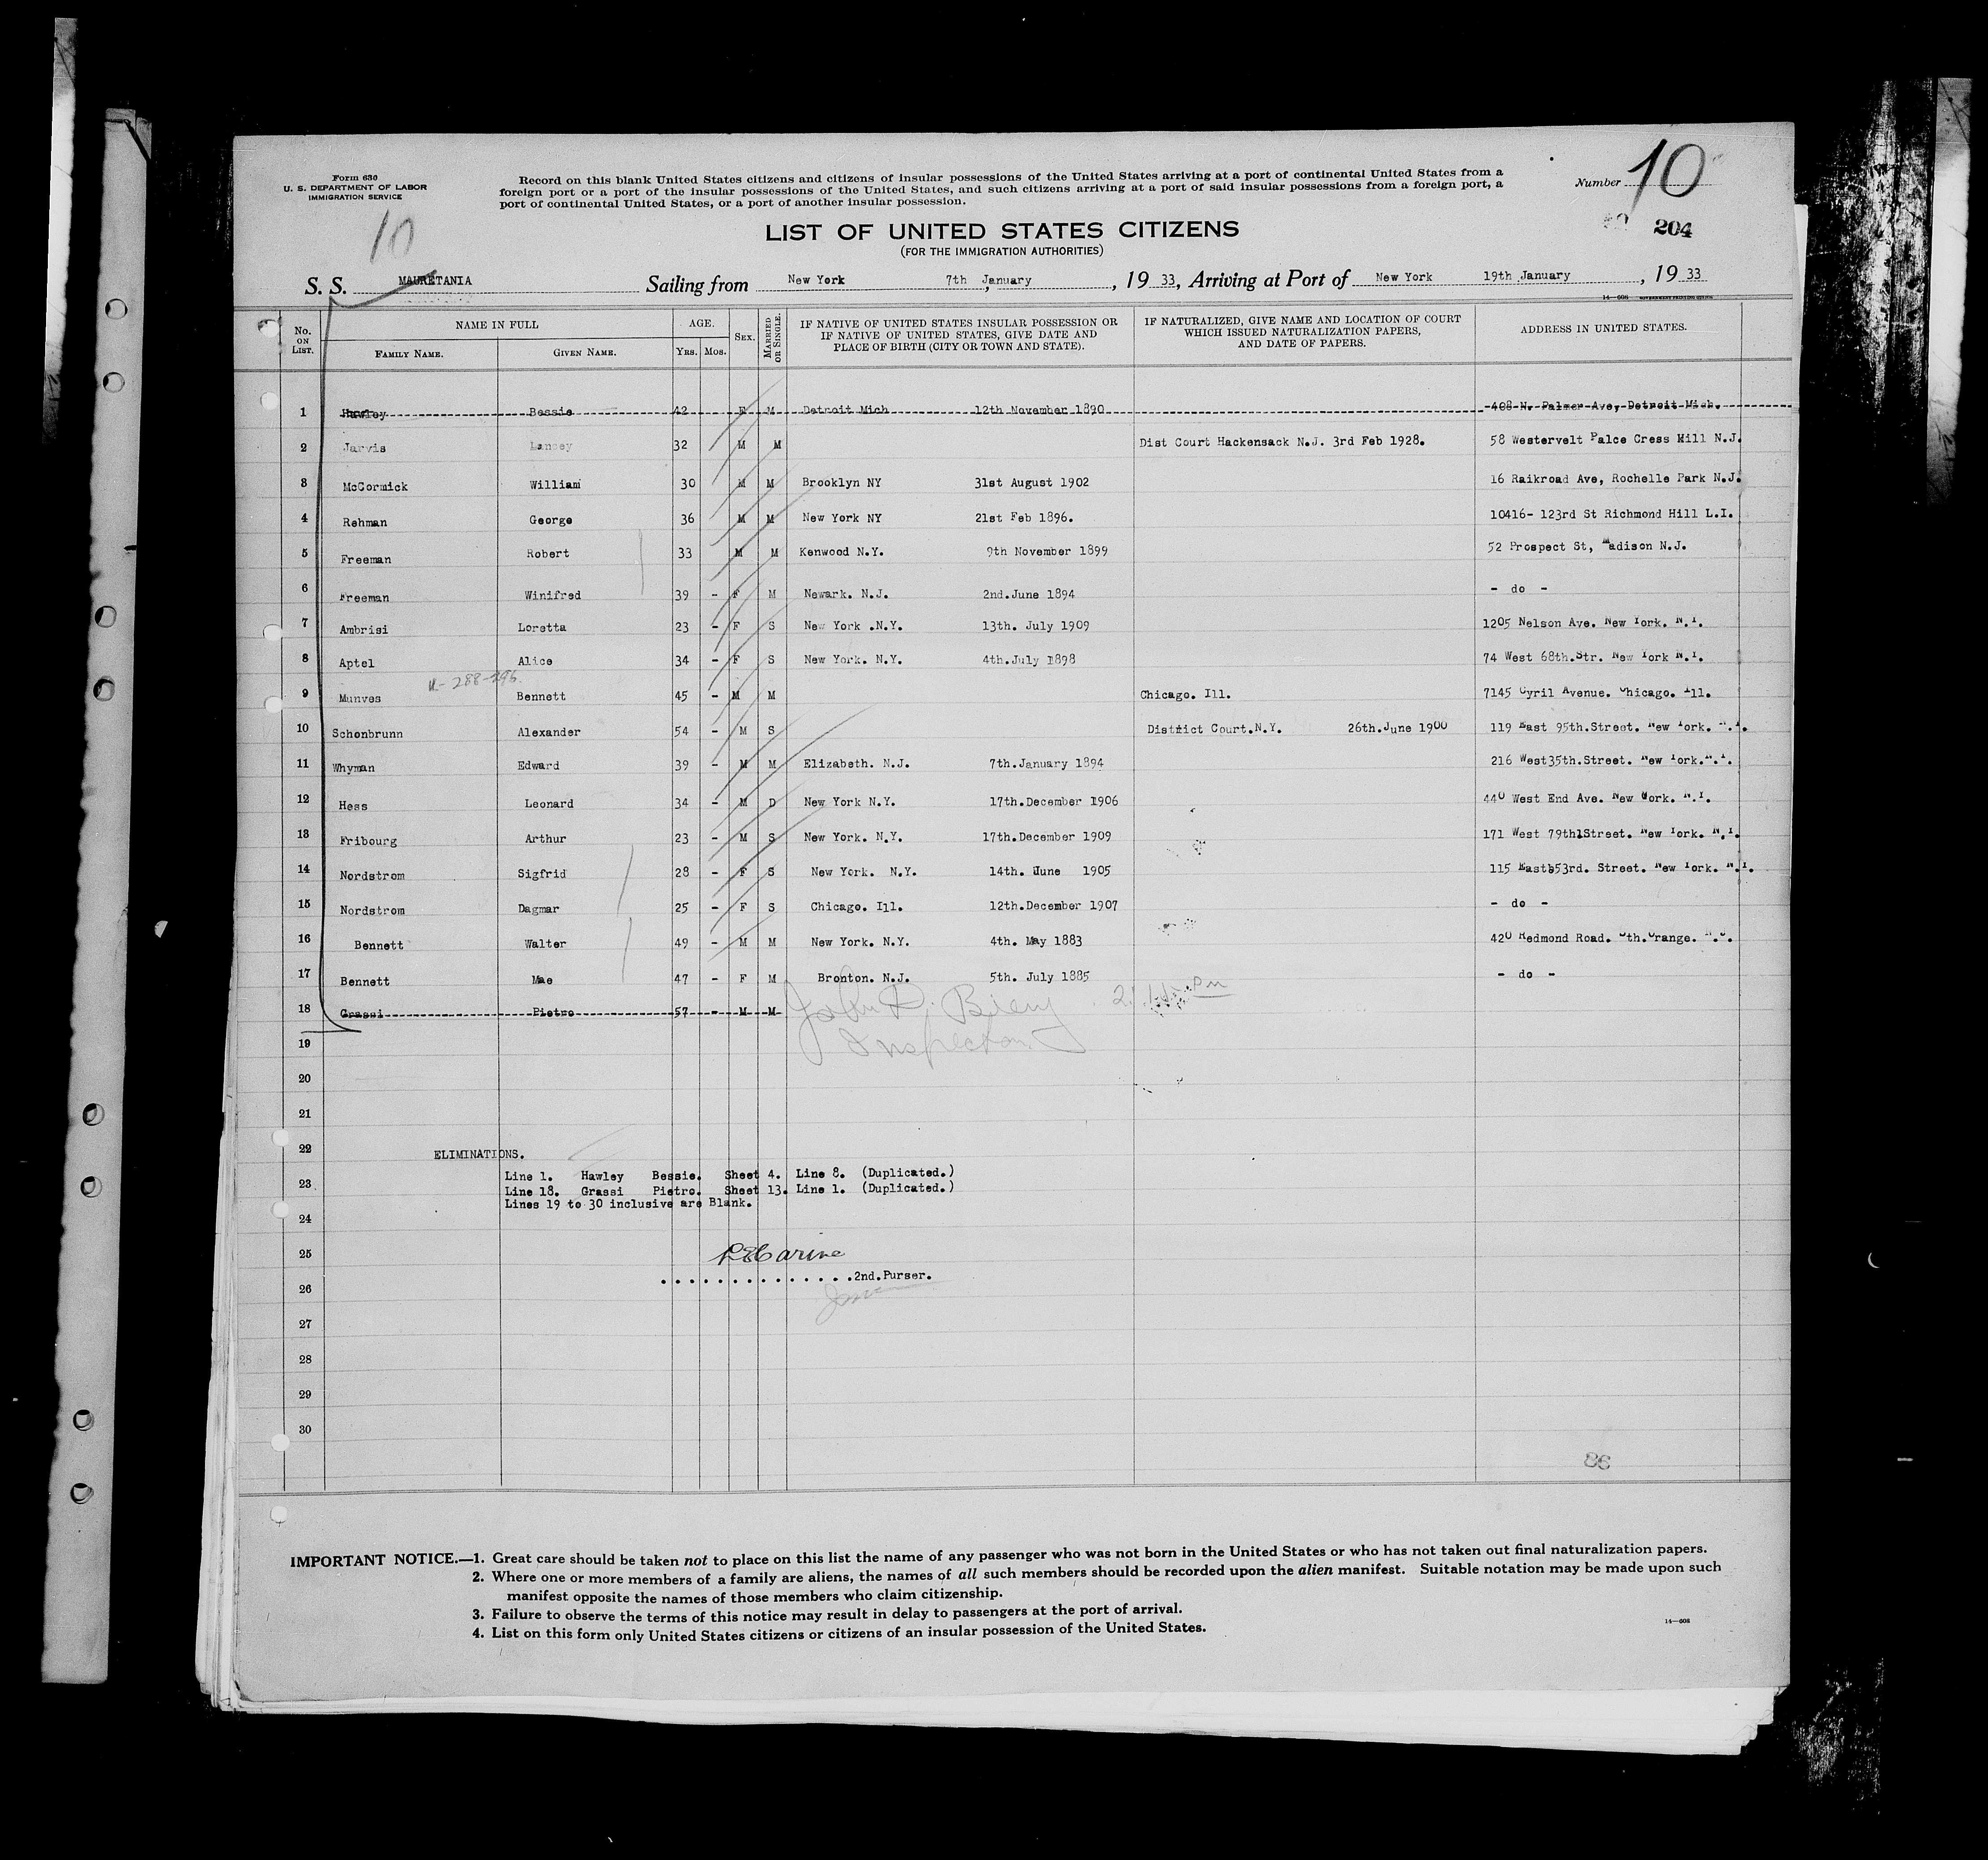 Form 630
U. S. DEPARTMENT OF LABOR
IMMIGRATION SERVICE
10
Record on this blank United States citizens and citizens of insular possessions of the United States arriving at a port of continental United States from a
foreign port or a port of the insular possessions of the United States, and such citizens arriving at a port of said insular possessions from a foreign port, a
port of continental United States, or a port of another insular possession.
Number 10
204
LIST OF UNITED STATES CITIZENS
(FOR THE IMMIGRATION AUTHORITIES)
S. S. MAURETANIA Sailing from New York 7th January, 1933, Arriving at Port of New York 19th January, 1933
14—608 GOVERNMENT PRINTING OFFICE
No. ON LIST. NAME IN FULL FAMILY NAME. GIVEN NAME. AGE. YRS. MOS. SEX. MARRIED OR SINGLE. IF NATIVE OF UNITED STATES INSULAR POSSESSION OR IF NATIVE OF UNITED STATES, GIVE DATE AND PLACE OF BIRTH (CITY OR TOWN AND STATE). IF NATURALIZED, GIVE NAME AND LOCATION OF COURT WHICH ISSUED NATURALIZATION PAPERS, AND DATE OF PAPERS. ADDRESS IN UNITED STATES.
1 Hawley Bessie 42 F M Detroit Mich 12th November 1890 408 N. Palmer Ave, Detroit Mich.
2 Jarvis Lancey 32 M M Dist Court Hackensack N.J. 3rd Feb 1928. 58 Westervelt Palce Cress Mill N.J.
3 McCormick William 30 M M Brooklyn NY 31st August 1902 16 Raikroad Ave, Rochelle Park N.J.
4 Rehman George 36 M M New York NY 21st Feb 1896. 10416- 123rd St Richmond Hill L.I.
5 Freeman Robert 33 M M Kenwood N.Y. 9th November 1899 52 Prospect St, Madison N.J.
6 Freeman Winifred 39 - F M Newark. N.J. 2nd.June 1894 - do -
7 Ambrisi Loretta 23 - F S New York .N.Y. 13th. July 1909 1205 Nelson Ave. New York. N.Y.
8 Aptel Alice 34 - F S New York. N.Y. 4th.July 1898 74 West 68th.Str. New York N.Y.
9 Munves Bennett 45 - M M Chicago. Ill. 7145 Cyril Avenue. Chicago. Ill.
10 Schonbrunn Alexander 54 - M S District Court.N.Y. 26th.June 1900 119 East 95th.Street. New York. N.Y.
11 Whyman Edward 39 - M M Elizabeth. N.J. 7th.January 1894 216 West35th.Street. New York.N.Y.
12 Hess Leonard 34 - M D New York N.Y. 17th.December 1906 440 West End Ave. New York. N.Y.
13 Fribourg Arthur 23 - M S New York. N.Y. 17th.December 1909 171 West 79th1Street. New York. N.Y.
14 Nordstrom Sigfrid 28 - F S New York. N.Y. 14th. June 1905 115 East 53rd. Street. New York. N.Y.
15 Nordstrom Dagmar 25 - F S Chicago. Ill. 12th.December 1907 - do -
16 Bennett Walter 49 - M M New York. N.Y. 4th. May 1883 420 Redmond Road. Sth.Orange. N.J.
17 Bennett Mae 47 - F M Bronton. N.J. 5th. July 1885 - do -
18 Grassi Pietro 57 - M M
Inspector
19
20
21
22 ELIMINATIONS.
23 Line 1. Hawley Bessie. Sheet 4. Line 8. (Duplicated.)
Line 18. Grassi Pietro. Sheet 13. Line 1. (Duplicated.)
Lines 19 to 30 inclusive are Blank.
24
25
26 ...............2nd.Purser.
27
28
29
30
86
IMPORTANT NOTICE.—1. Great care should be taken not to place on this list the name of any passenger who was not born in the United States or who has not taken out final naturalization papers.
2. Where one or more members of a family are aliens, the names of all such members should be recorded upon the alien manifest. Suitable notation may be made upon such
manifest opposite the names of those members who claim citizenship.
3. Failure to observe the terms of this notice may result in delay to passengers at the port of arrival.
4. List on this form only United States citizens or citizens of an insular possession of the United States.
14—608